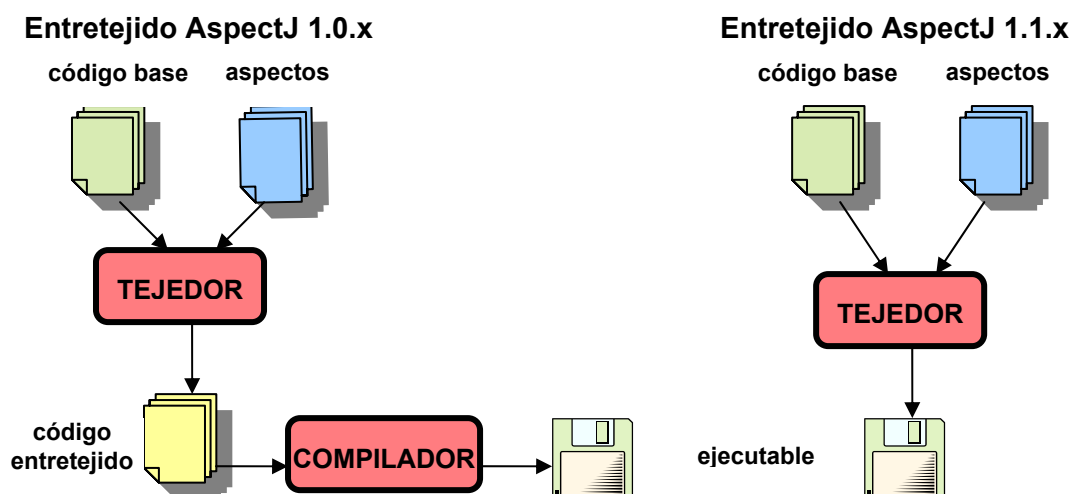 Entretejido AspectJ 1.0.x
código base
aspectos
TEJEDOR
código
entretejido
COMPILADOR
Entretejido AspectJ 1.1.x
código base
aspectos
TEJEDOR
ejecutable